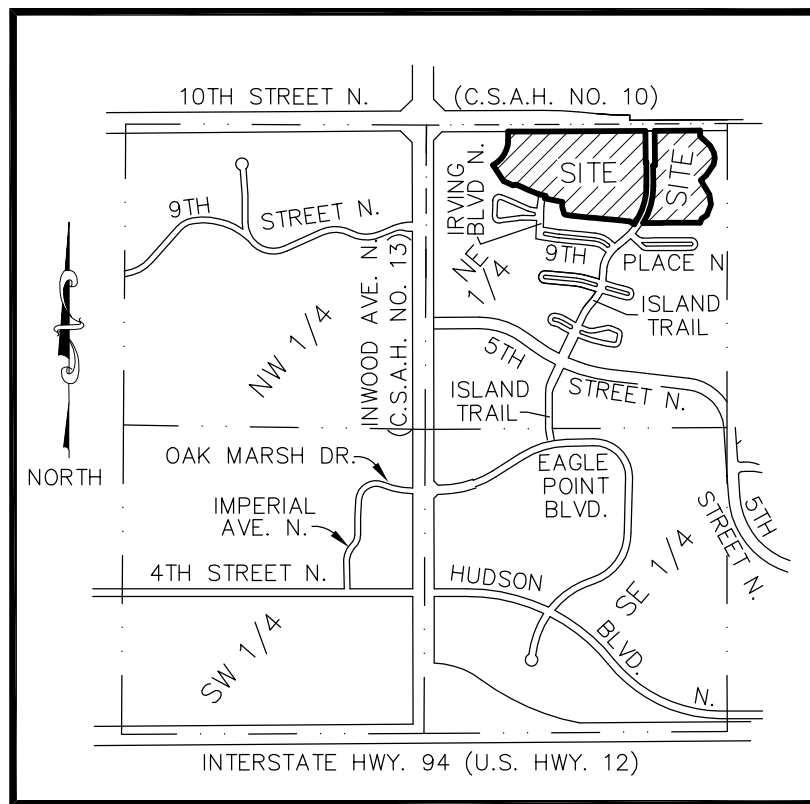 10TH STREET N.
(C.S.A.H. NO. 10)
SITE
SITE
9TH
STREET N.
IRVING
BLVD N.
NE
1/4
9TH
PLACE N
INWOOD AVE. N.
(C.S.A.H. NO. 13)
NW 1/4
ISLAND
TRAIL
5TH
STREET N.
ISLAND
TRAIL
NORTH
OAK MARSH DR.
EAGLE
POINT
BLVD.
IMPERIAL
AVE. N.
5TH
STREET N.
4TH STREET N.
HUDSON
BLVD.
N.
SE 1/4
SW 1/4
INTERSTATE HWY. 94 (U.S. HWY. 12)